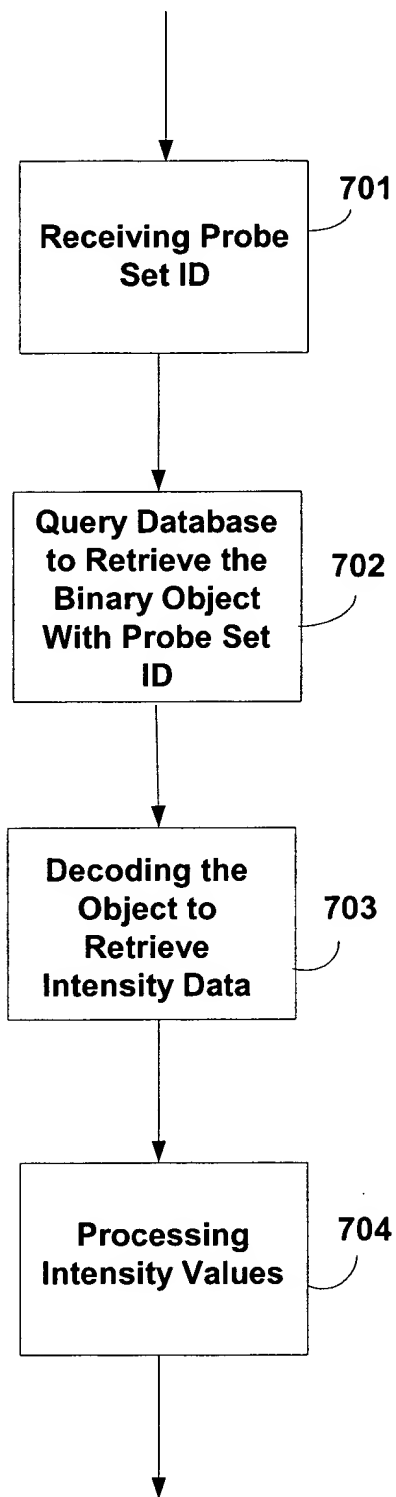 701
Receiving Probe
Set ID
Query Database
to Retrieve the
Binary Object
With Probe Set
ID
702
Decoding the
Object to
Retrieve
Intensity Data
703
Processing
Intensity Values
704